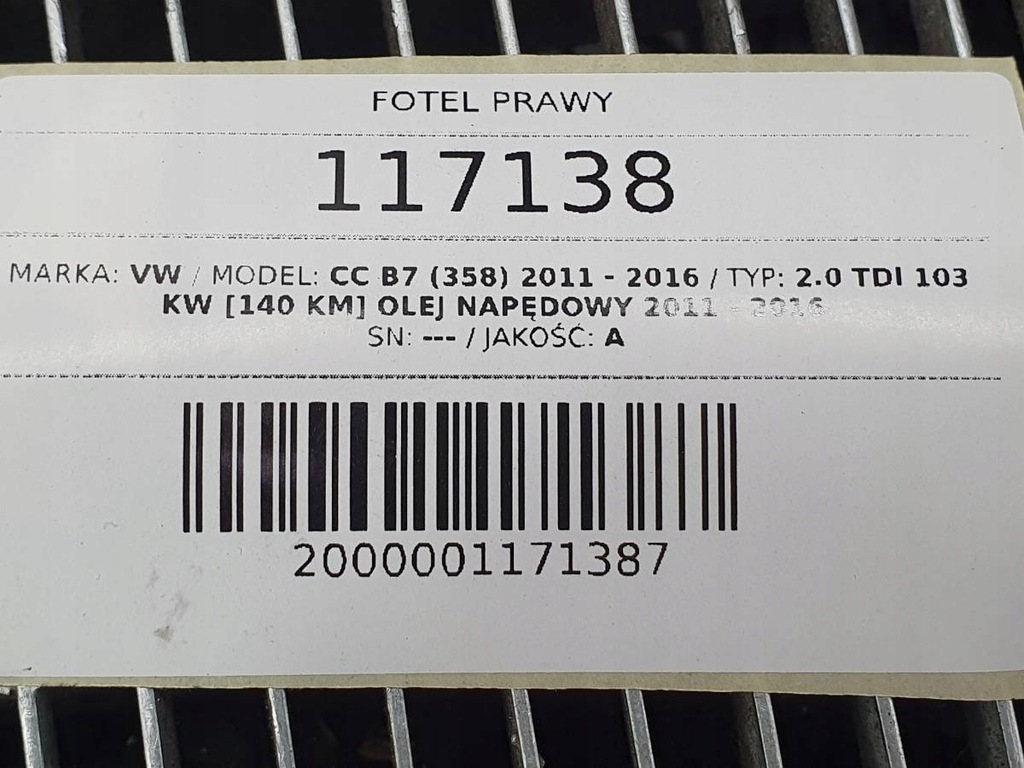 FOTEL PRAWY
117138
MARKA: VW / MODEL: CC B7 (358) 2011 - 2016 / TYP: 2.0 TDI 103
KW [140 KM] OLEJ NAPĘDOWY 2011 - 2016
SN: --- / JAKOŚĆ: A
2000001171387